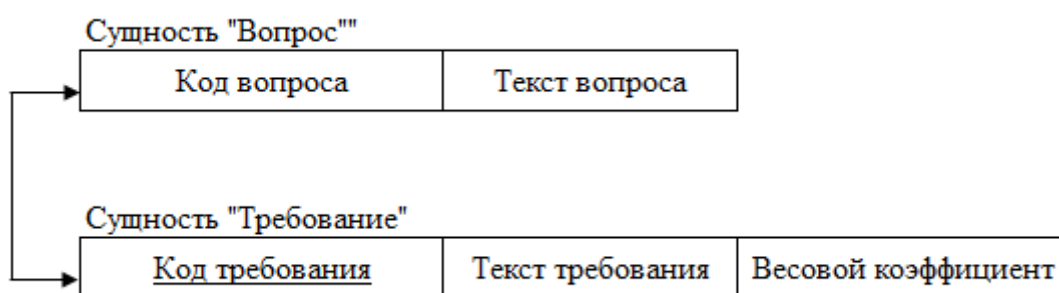 Сущность "Вопрос""
Код вопроса Текст вопроса
Сущность "Требование"
Код требования Текст требования Весовой коэффициент